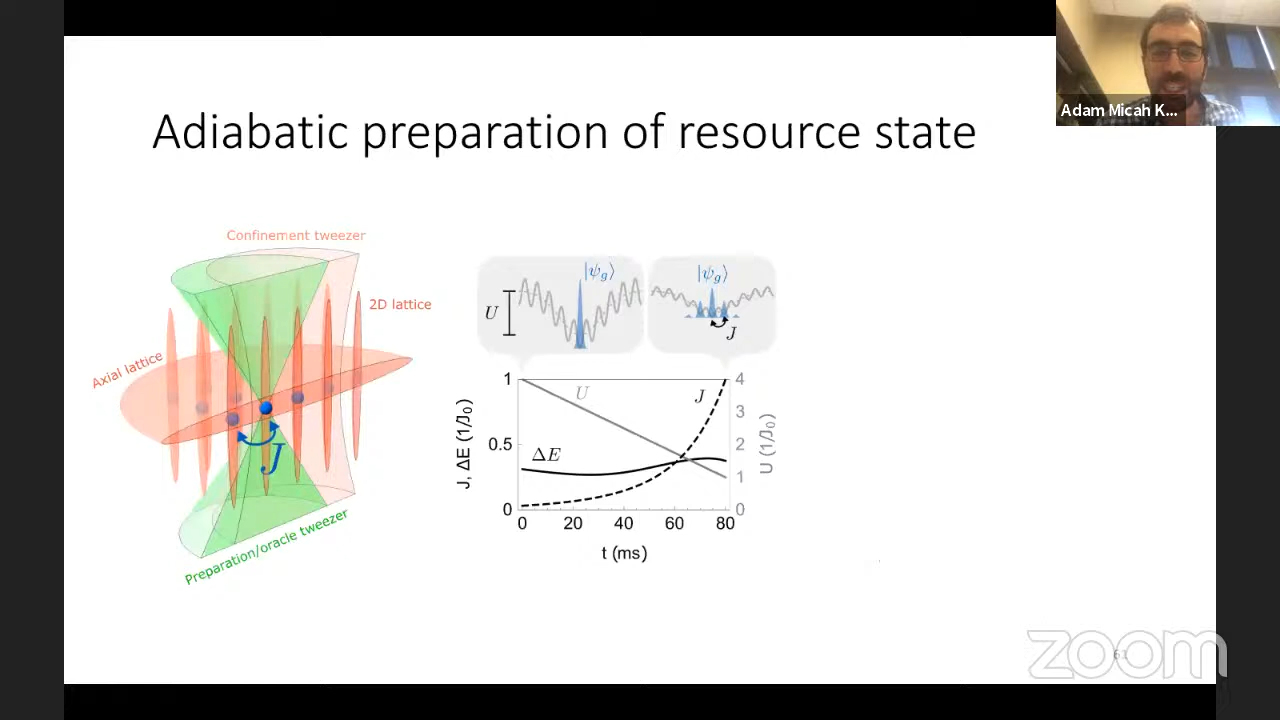 Adiabatic preparation of resource state
Adam Micah K...
Confinement tweezer
2D lattice
Axial lattice
J
Preparation/oracle tweezer
|ψg⟩
U
|ψg⟩
J
1
0.5
0
J, ΔE (1/J₀)
U
J
ΔE
4
3
2
1
0
U (1/J₀)
0 20 40 60 80
t (ms)
zoom
61